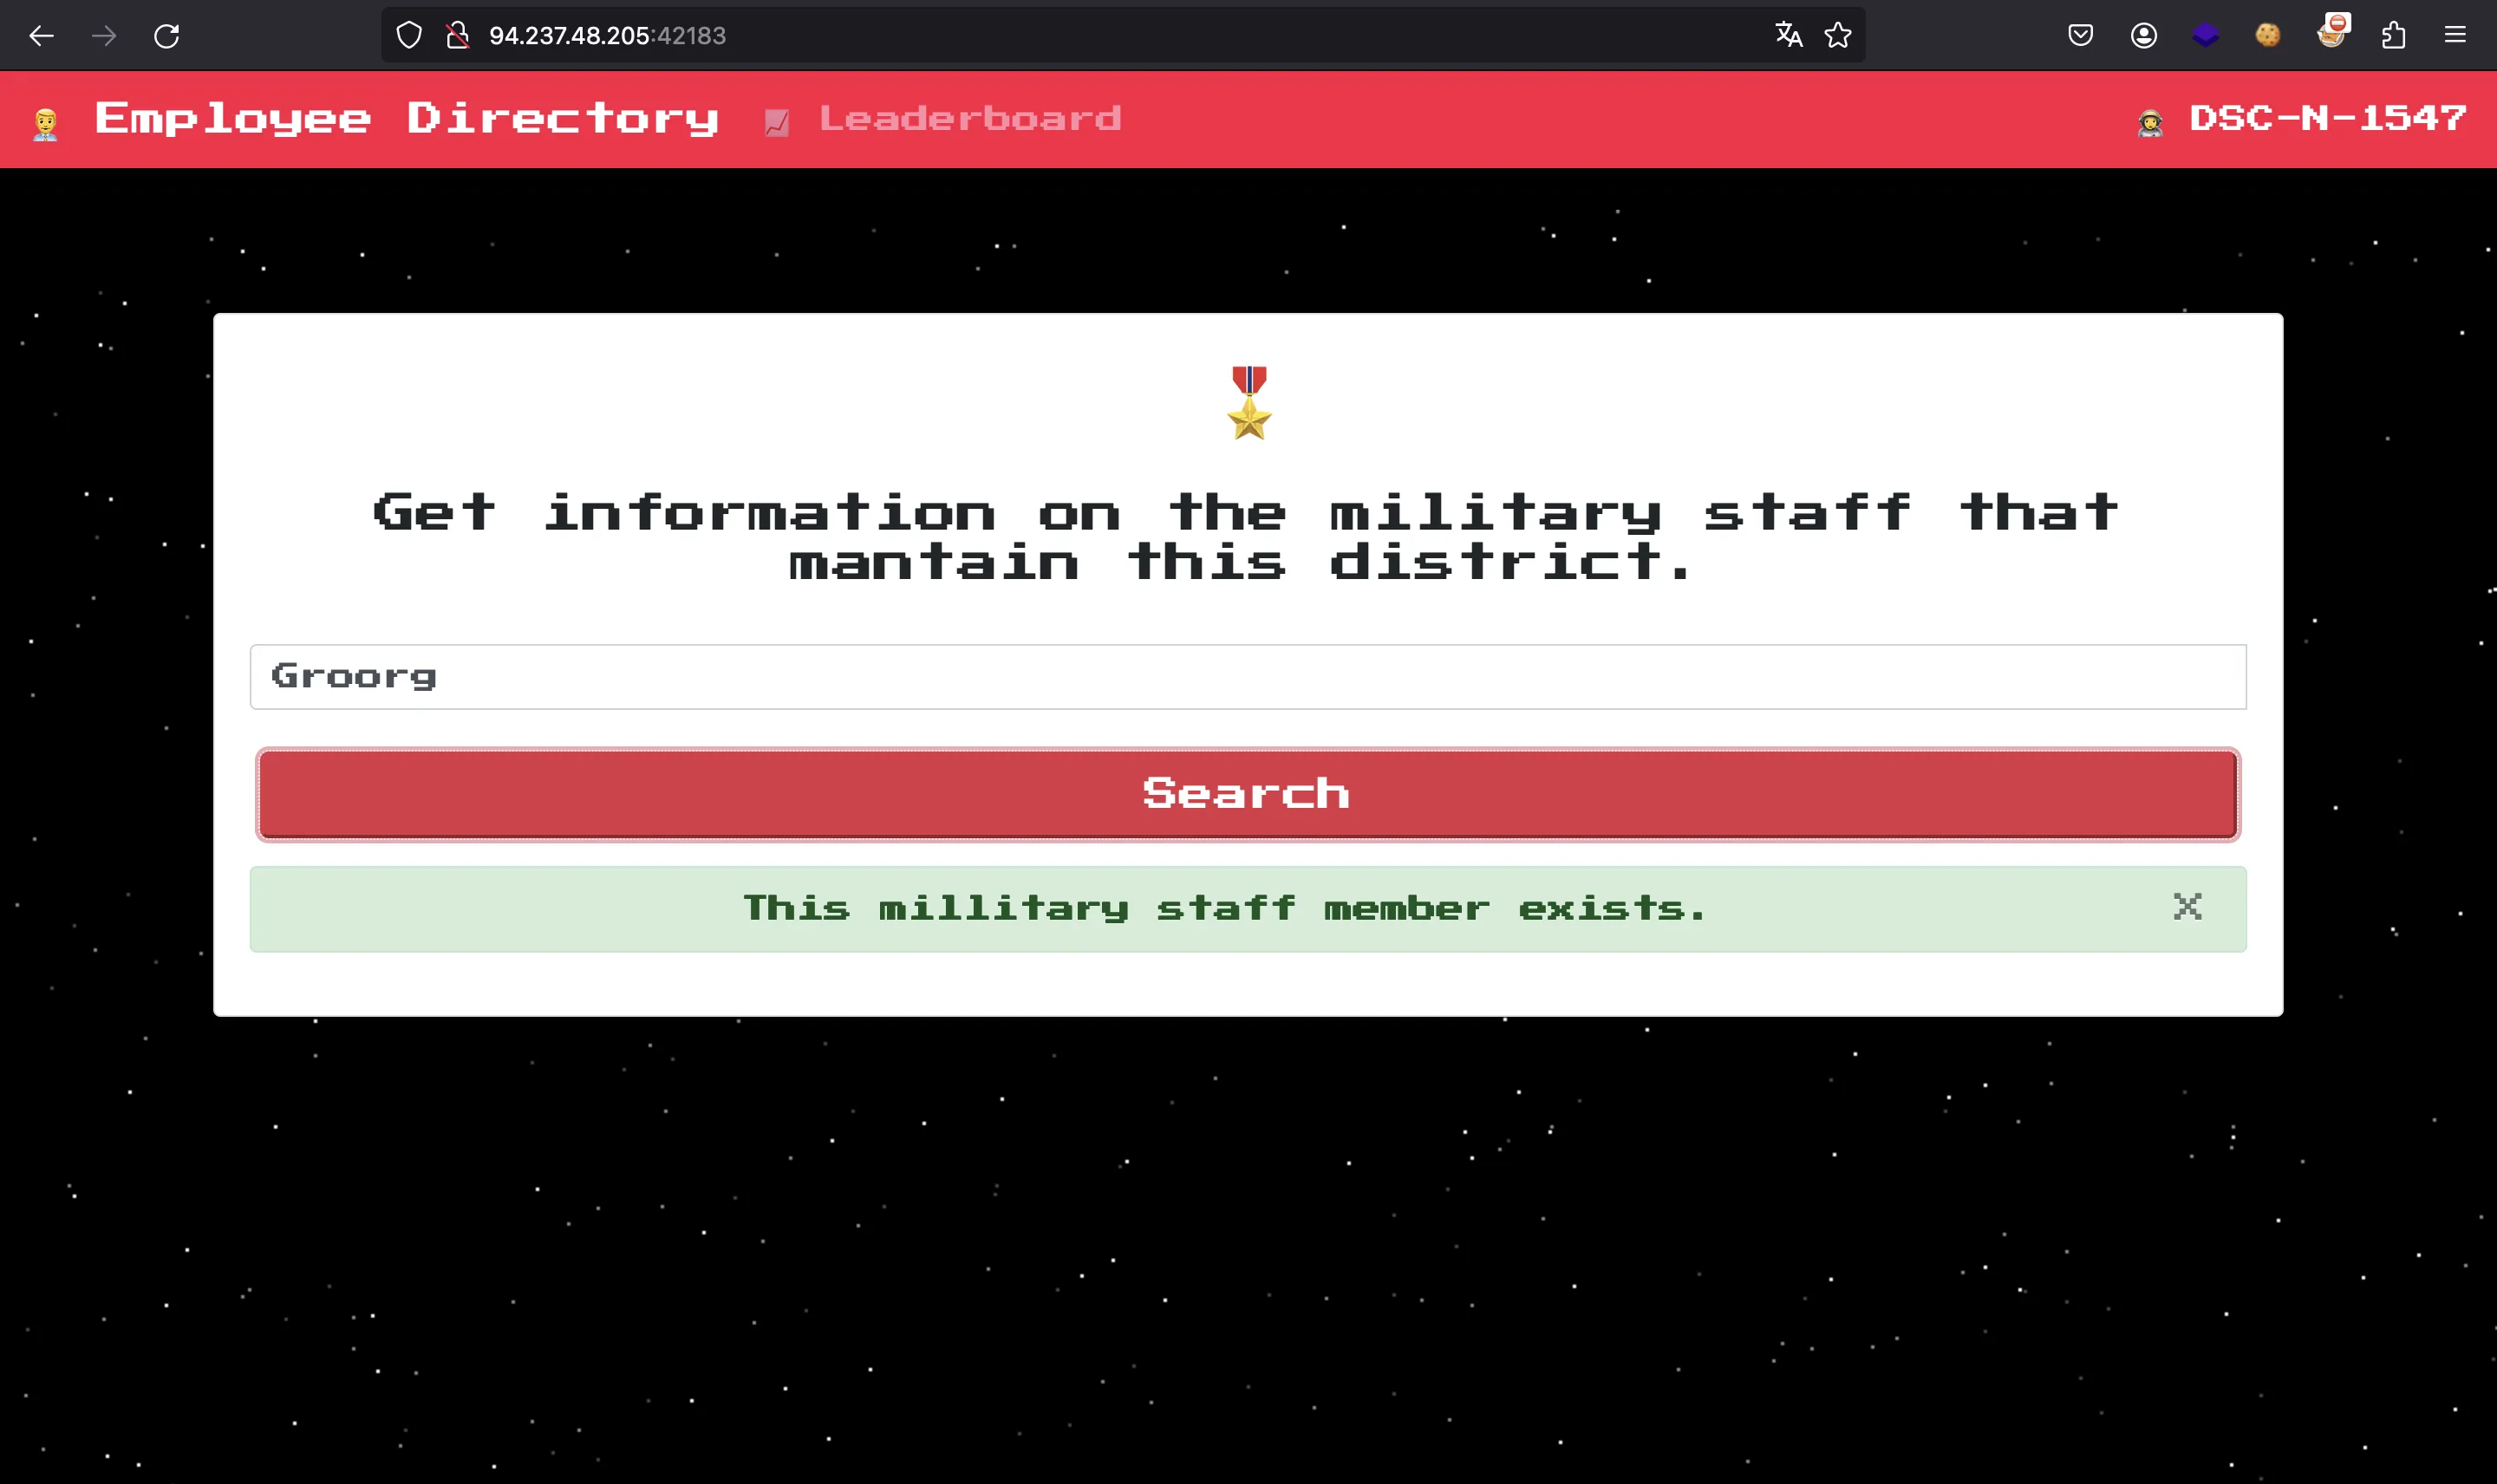 94.237.48.205:42183
Employee Directory Leaderboard DSC-N-1547
Get information on the military staff that
mantain this district.
Groorg
Search
This millitary staff member exists. X